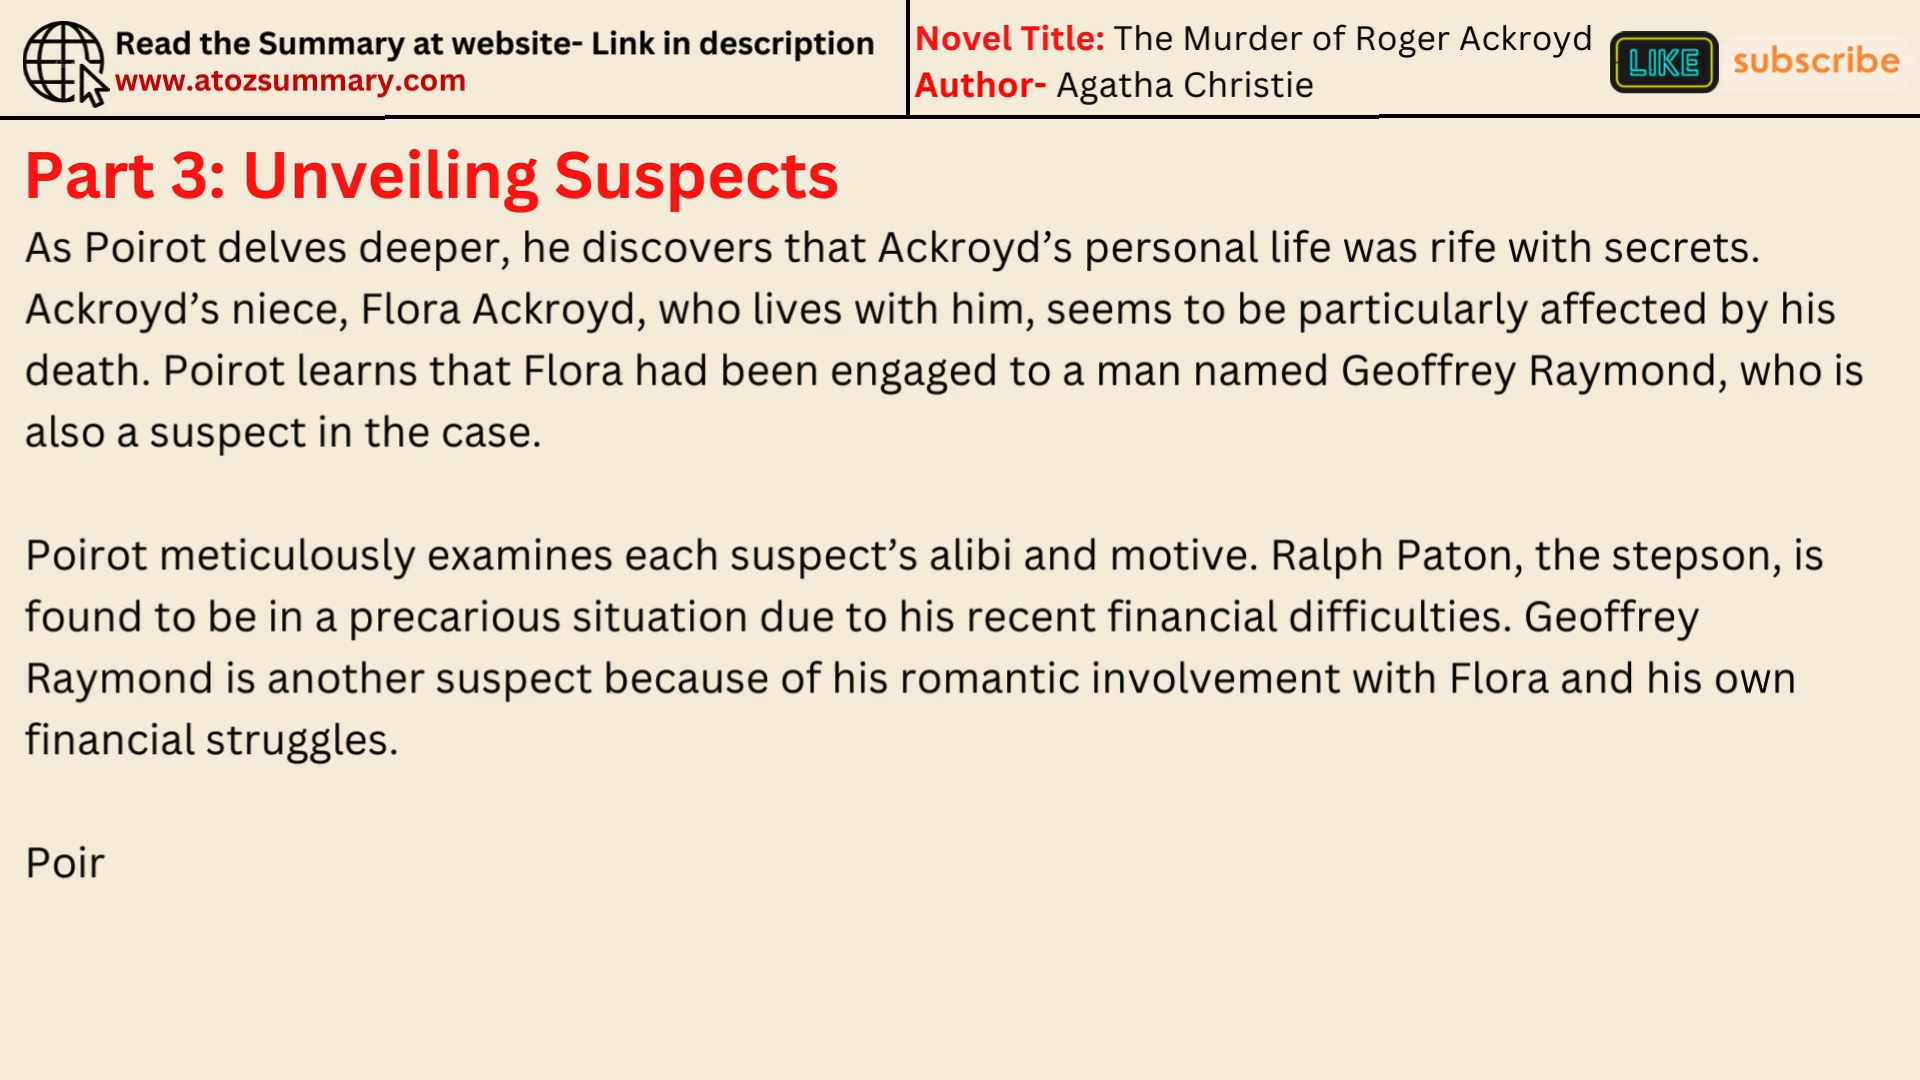 Read the Summary at website- Link in description
www.atozsummary.com
Novel Title: The Murder of Roger Ackroyd
Author- Agatha Christie
LIKE
subscribe
Part 3: Unveiling Suspects
As Poirot delves deeper, he discovers that Ackroyd’s personal life was rife with secrets.
Ackroyd’s niece, Flora Ackroyd, who lives with him, seems to be particularly affected by his
death. Poirot learns that Flora had been engaged to a man named Geoffrey Raymond, who is
also a suspect in the case.
Poirot meticulously examines each suspect’s alibi and motive. Ralph Paton, the stepson, is
found to be in a precarious situation due to his recent financial difficulties. Geoffrey
Raymond is another suspect because of his romantic involvement with Flora and his own
financial struggles.
Poir